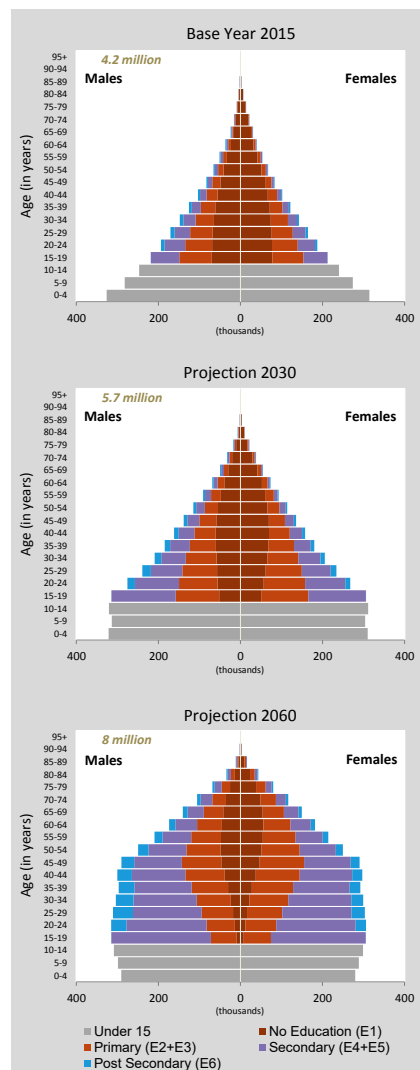 Base Year 2015
4.2 million
Males
Females
Age (in years)
95+
90-94
85-89
80-84
75-79
70-74
65-69
60-64
55-59
50-54
45-49
40-44
35-39
30-34
25-29
20-24
15-19
10-14
5-9
0-4
400 200 0 200 400
(thousands)
Projection 2030
5.7 million
Males
Females
Age (in years)
95+
90-94
85-89
80-84
75-79
70-74
65-69
60-64
55-59
50-54
45-49
40-44
35-39
30-34
25-29
20-24
15-19
10-14
5-9
0-4
400 200 0 200 400
(thousands)
Projection 2060
8 million
Males
Females
Age (in years)
95+
90-94
85-89
80-84
75-79
70-74
65-69
60-64
55-59
50-54
45-49
40-44
35-39
30-34
25-29
20-24
15-19
10-14
5-9
0-4
400 200 0 200 400
(thousands)
Under 15 No Education (E1)
Primary (E2+E3) Secondary (E4+E5)
Post Secondary (E6)